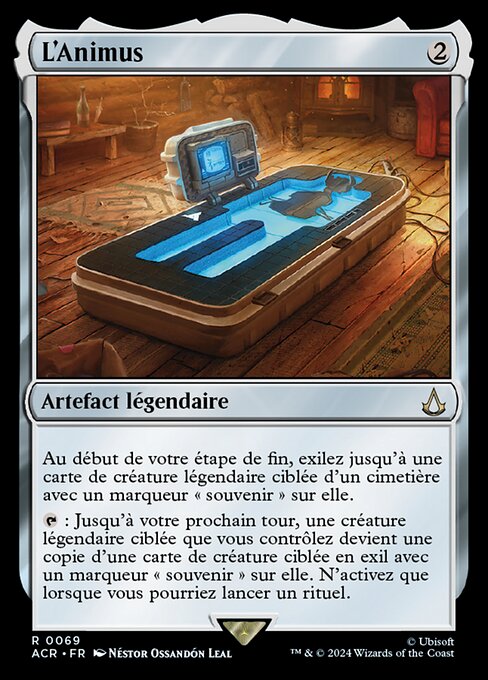 L'Animus 2
Artefact légendaire
Au début de votre étape de fin, exilez jusqu'à une
carte de créature légendaire ciblée d'un cimetière
avec un marqueur « souvenir » sur elle.
: Jusqu'à votre prochain tour, une créature
légendaire ciblée que vous contrôlez devient une
copie d'une carte de créature ciblée en exil avec
un marqueur « souvenir » sur elle. N'activez que
lorsque vous pourriez lancer un rituel.
R 0069
ACR • FR Néstor Ossandón Leal
© Ubisoft
™ & © 2024 Wizards of the Coast